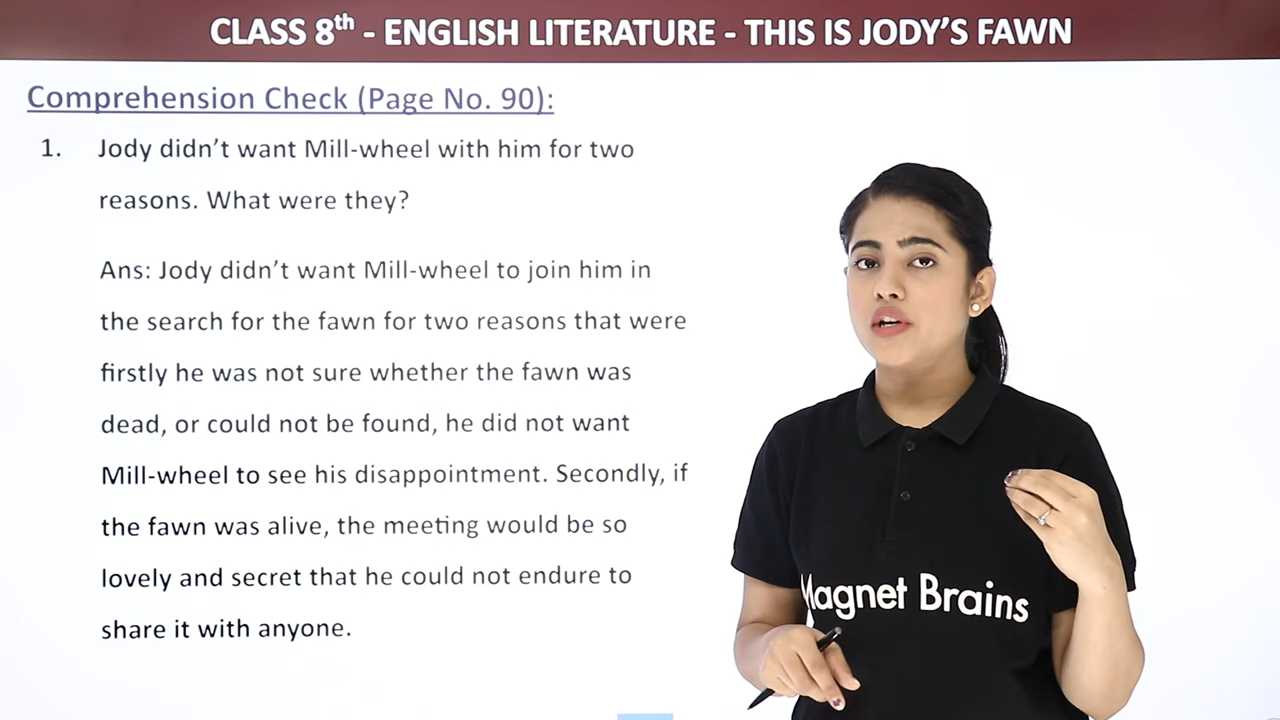 CLASS 8th - ENGLISH LITERATURE - THIS IS JODY’S FAWN
Comprehension Check (Page No. 90):
1. Jody didn’t want Mill-wheel with him for two
reasons. What were they?
Ans: Jody didn’t want Mill-wheel to join him in
the search for the fawn for two reasons that were
firstly he was not sure whether the fawn was
dead, or could not be found, he did not want
Mill-wheel to see his disappointment. Secondly, if
the fawn was alive, the meeting would be so
lovely and secret that he could not endure to
share it with anyone.
Magnet Brains